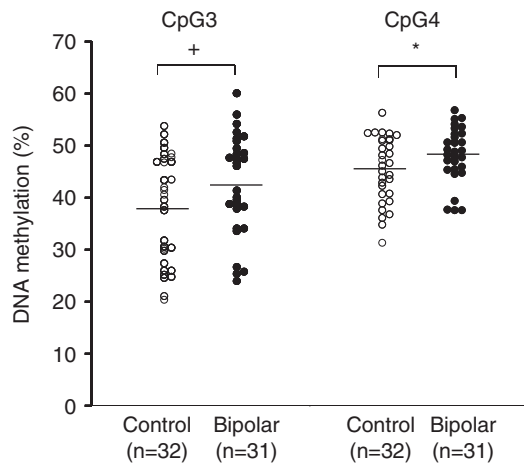 CpG3 CpG4
+ *
70
60
50
40
30
20
10
0
DNA methylation (%)
Control Bipolar Control Bipolar
(n=32) (n=31) (n=32) (n=31)